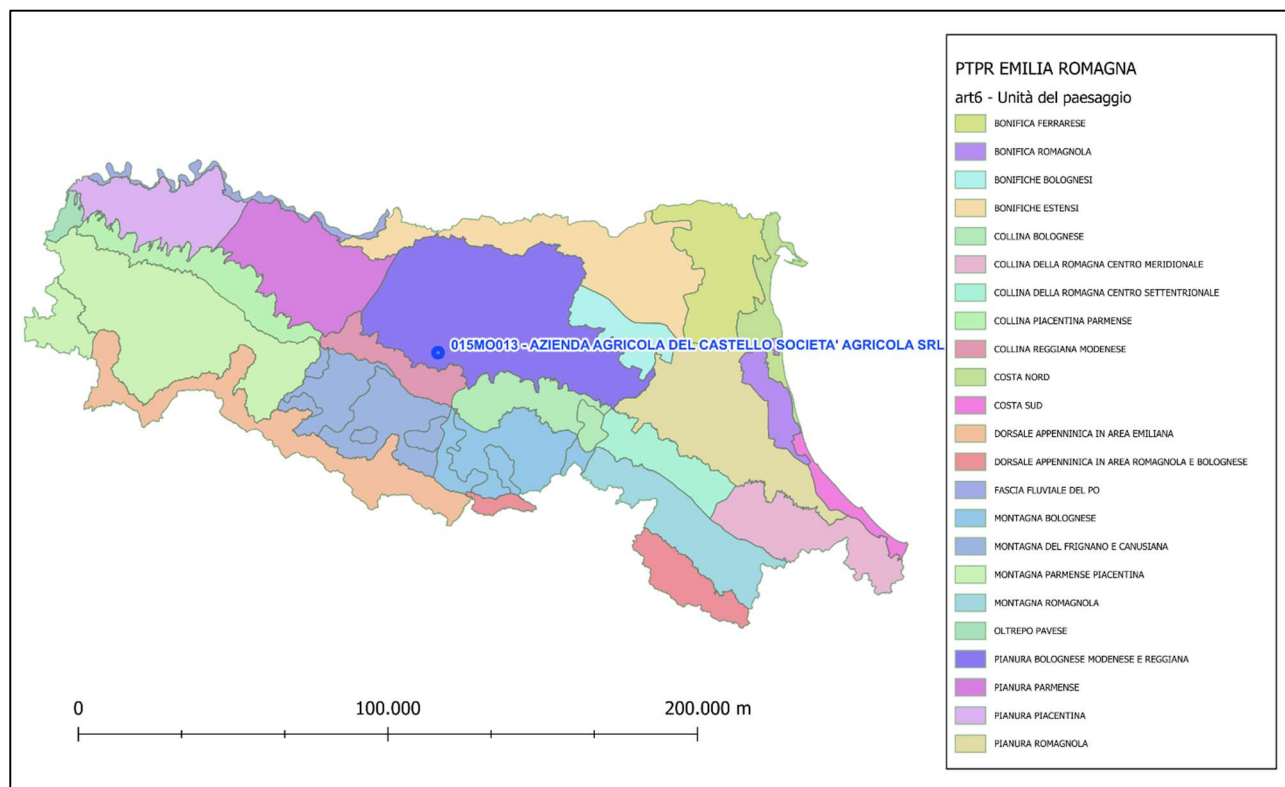 PTPR EMILIA ROMAGNA
art6 - Unità del paesaggio
BONIFICA FERRARESE
BONIFICA ROMAGNOLA
BONIFICHE BOLOGNESI
BONIFICHE ESTENSI
COLLINA BOLOGNESE
COLLINA DELLA ROMAGNA CENTRO MERIDIONALE
COLLINA DELLA ROMAGNA CENTRO SETTENTRIONALE
COLLINA PIACENTINA PARMENSE
COLLINA REGGIANA MODENESE
COSTA NORD
COSTA SUD
DORSALE APPENNINICA IN AREA EMILIANA
DORSALE APPENNINICA IN AREA ROMAGNOLA E BOLOGNESE
FASCIA FLUVIALE DEL PO
MONTAGNA BOLOGNESE
MONTAGNA DEL FRIGNANO E CANUSIANA
MONTAGNA PARMENSE PIACENTINA
MONTAGNA ROMAGNOLA
OLTREPO PAVESE
PIANURA BOLOGNESE MODENESE E REGGIANA
PIANURA PARMENSE
PIANURA PIACENTINA
PIANURA ROMAGNOLA
015MO013 - AZIENDA AGRICOLA DEL CASTELLO SOCIETA' AGRICOLA SRL
0 100.000 200.000 m